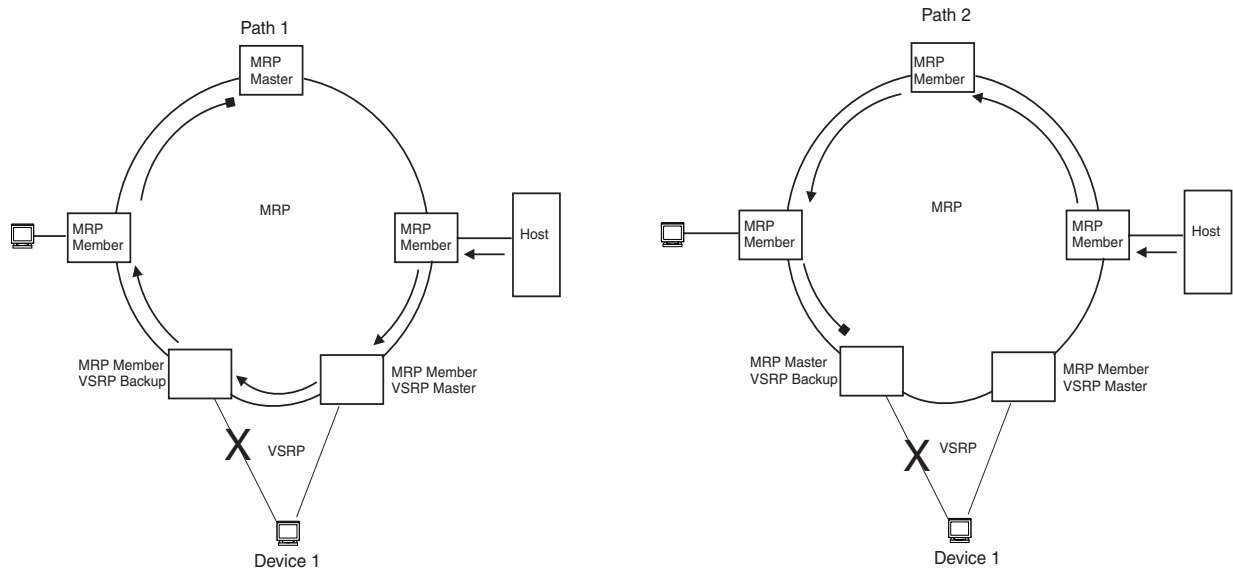 Path 1
MRP
Master
MRP
MRP
Member
MRP
Member
Host
MRP Member
VSRP Backup
MRP Member
VSRP Master
X
VSRP
Device 1
Path 2
MRP
Member
MRP
MRP
Member
MRP
Member
Host
MRP Master
VSRP Backup
MRP Member
VSRP Master
X
VSRP
Device 1